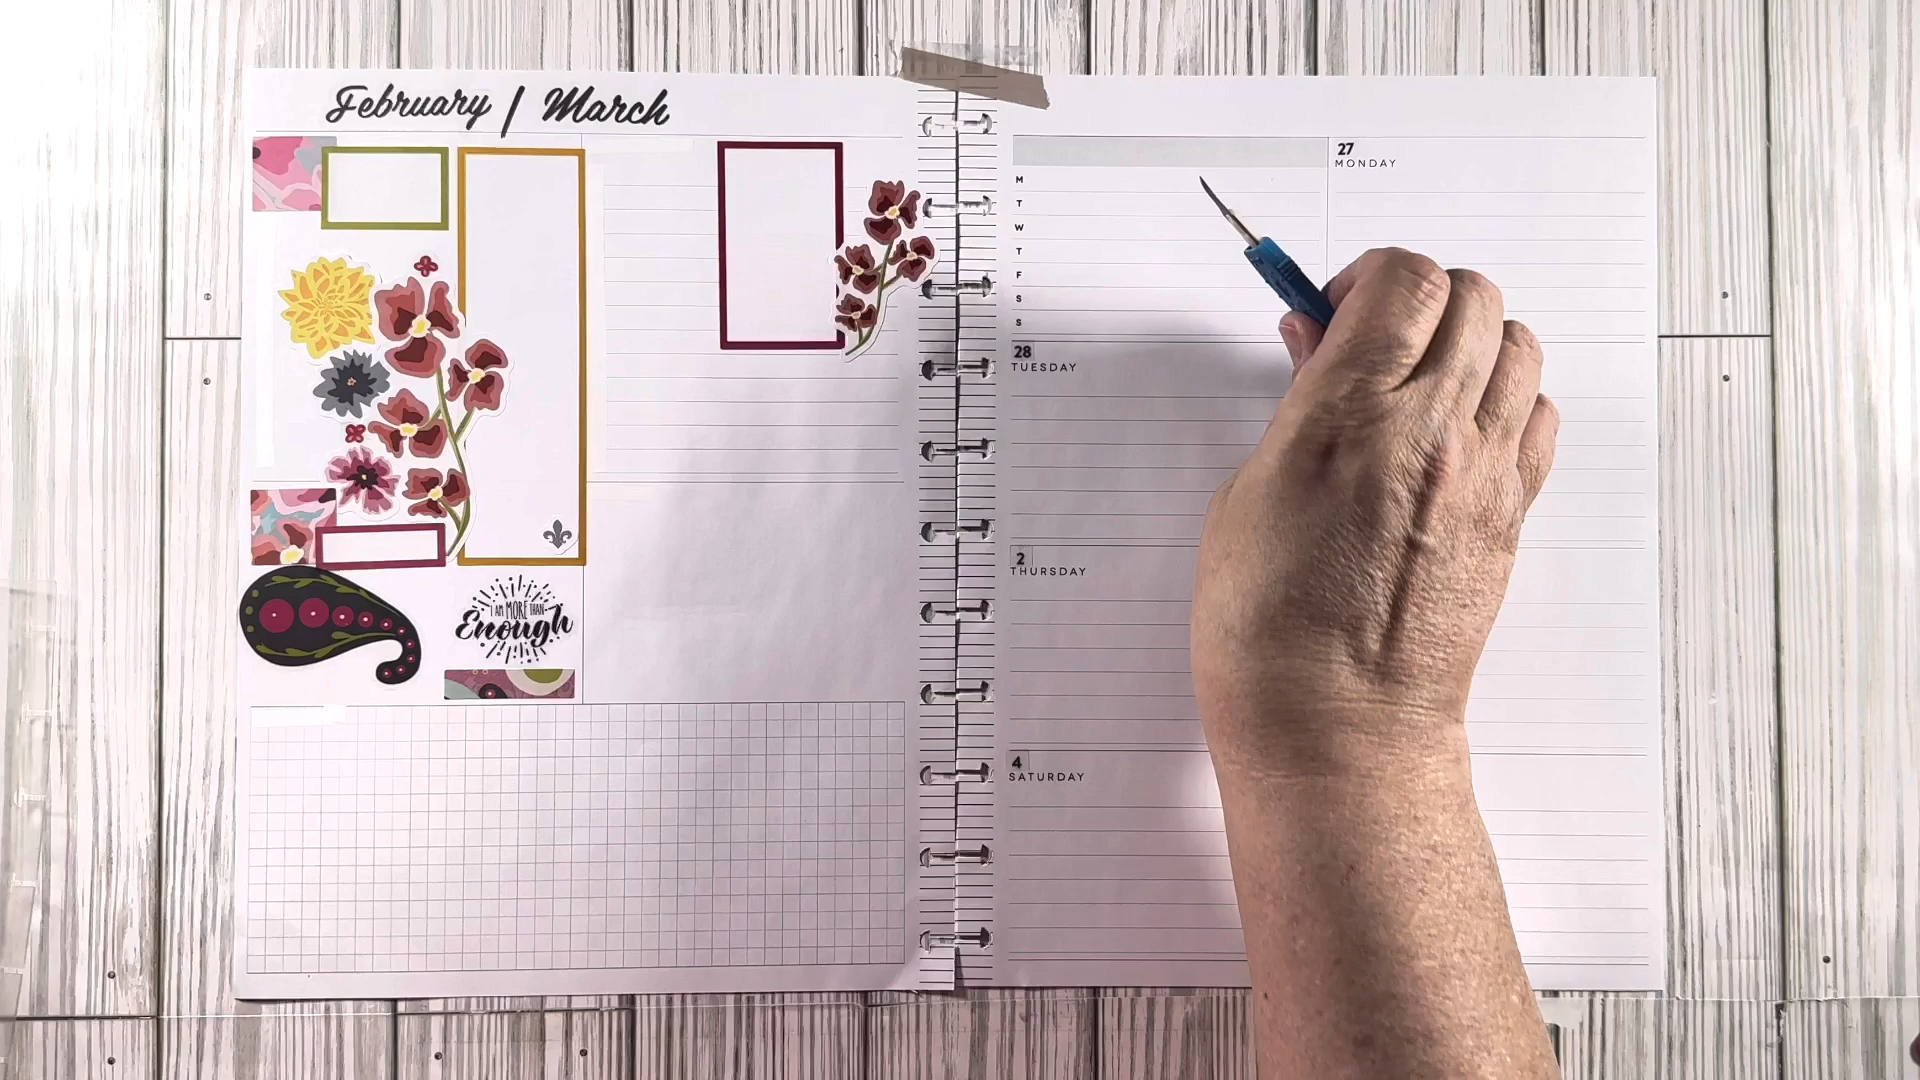 February / March
I AM MORE THAN
Enough
M
T
W
T
F
S
S
27
MONDAY
28
TUESDAY
2
THURSDAY
4
SATURDAY